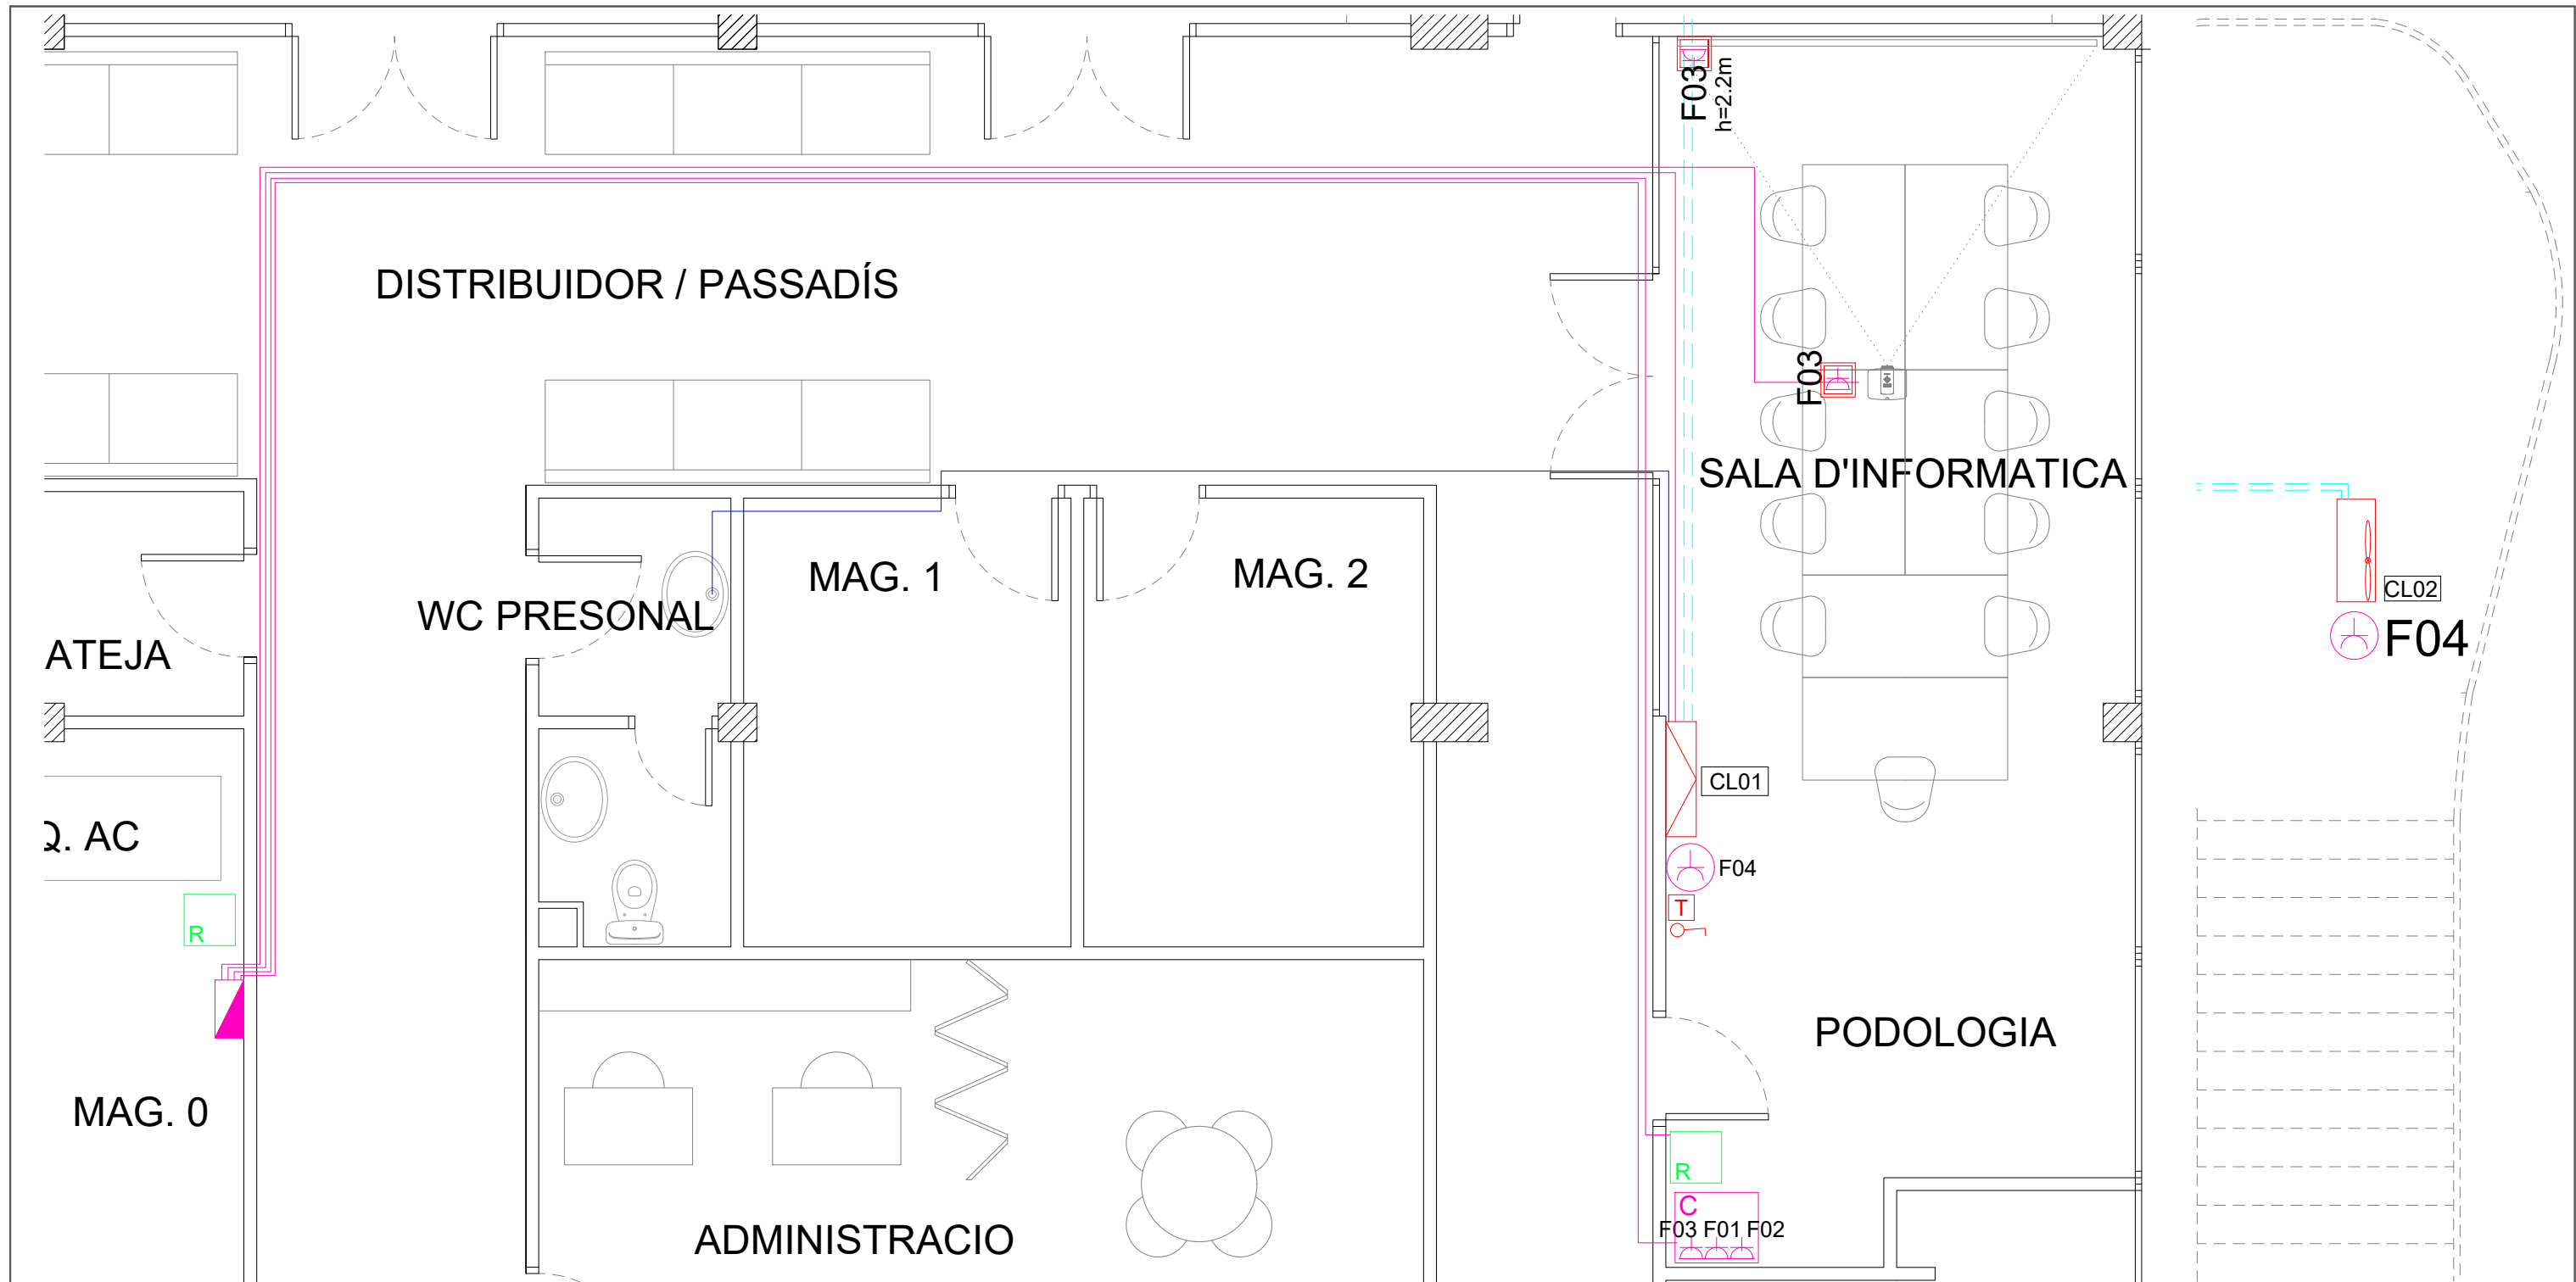 F03
h=2.2m
DISTRIBUIDOR / PASSADÍS
F03
SALA D'INFORMATICA
MAG. 1
MAG. 2
CL02
WC PRESONAL
F04
ATEJA
CL01
Q. AC
F04
T
R
PODOLOGIA
MAG. 0
R
C
F03 F01 F02
ADMINISTRACIO